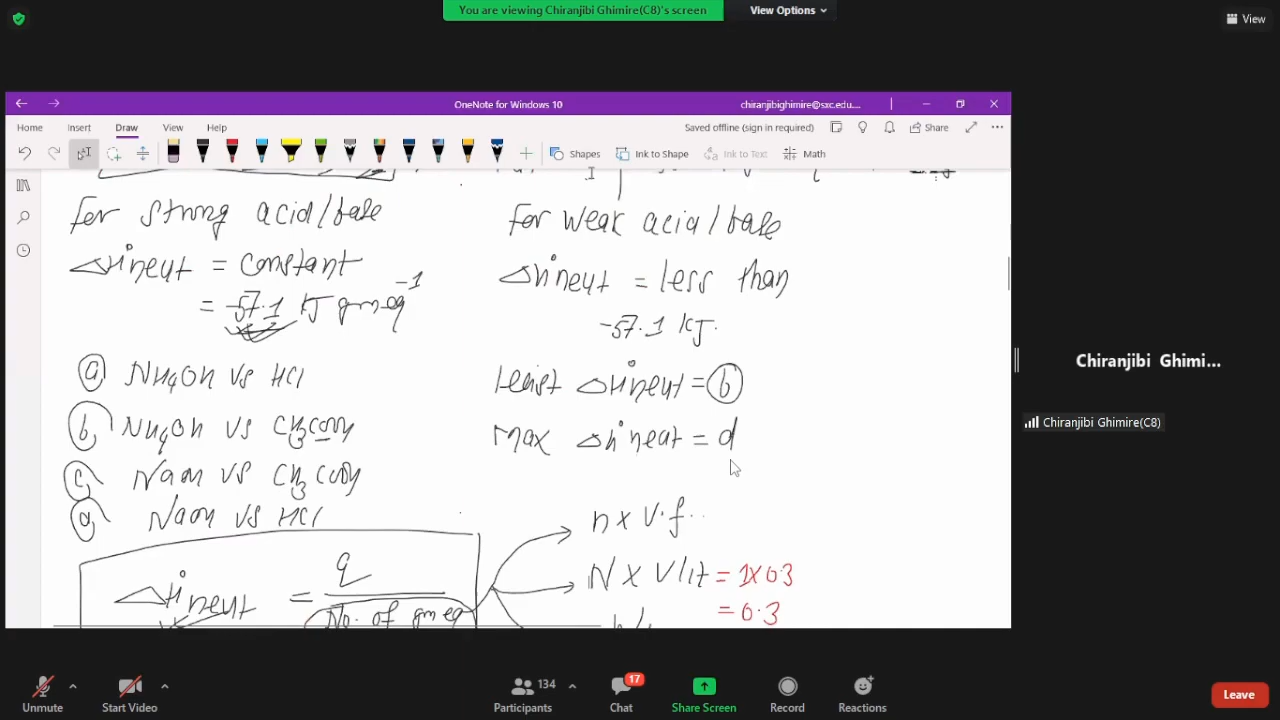 You are viewing Chiranjibi Ghimire(C8)'s screen
View Options
View
OneNote for Windows 10
chiranjibighimire@sxc.edu....
Home
Insert
Draw
View
Help
Saved offline (sign in required)
Share
Shapes
Ink to Shape
Ink to Text
Math
for strong acid/base
ΔH°neut = constant
= -57.1 KJ gm eq⁻¹
a NH4OH vs HCl
b, NH4OH vs CH3COOH
c, NaOH vs CH3COOH
d NaOH vs HCl
ΔH°neut = q
No. of gm eq
for weak acid/base
ΔH°neut = less than
-57.1 KJ.
Least ΔH°neut = b
Max ΔH°neut = d
n x V.f..
N x V lit = 1x0.3
= 0.3
Chiranjibi Ghimi...
Chiranjibi Ghimire(C8)
Unmute
Start Video
134
Participants
17
Chat
Share Screen
Record
Reactions
Leave